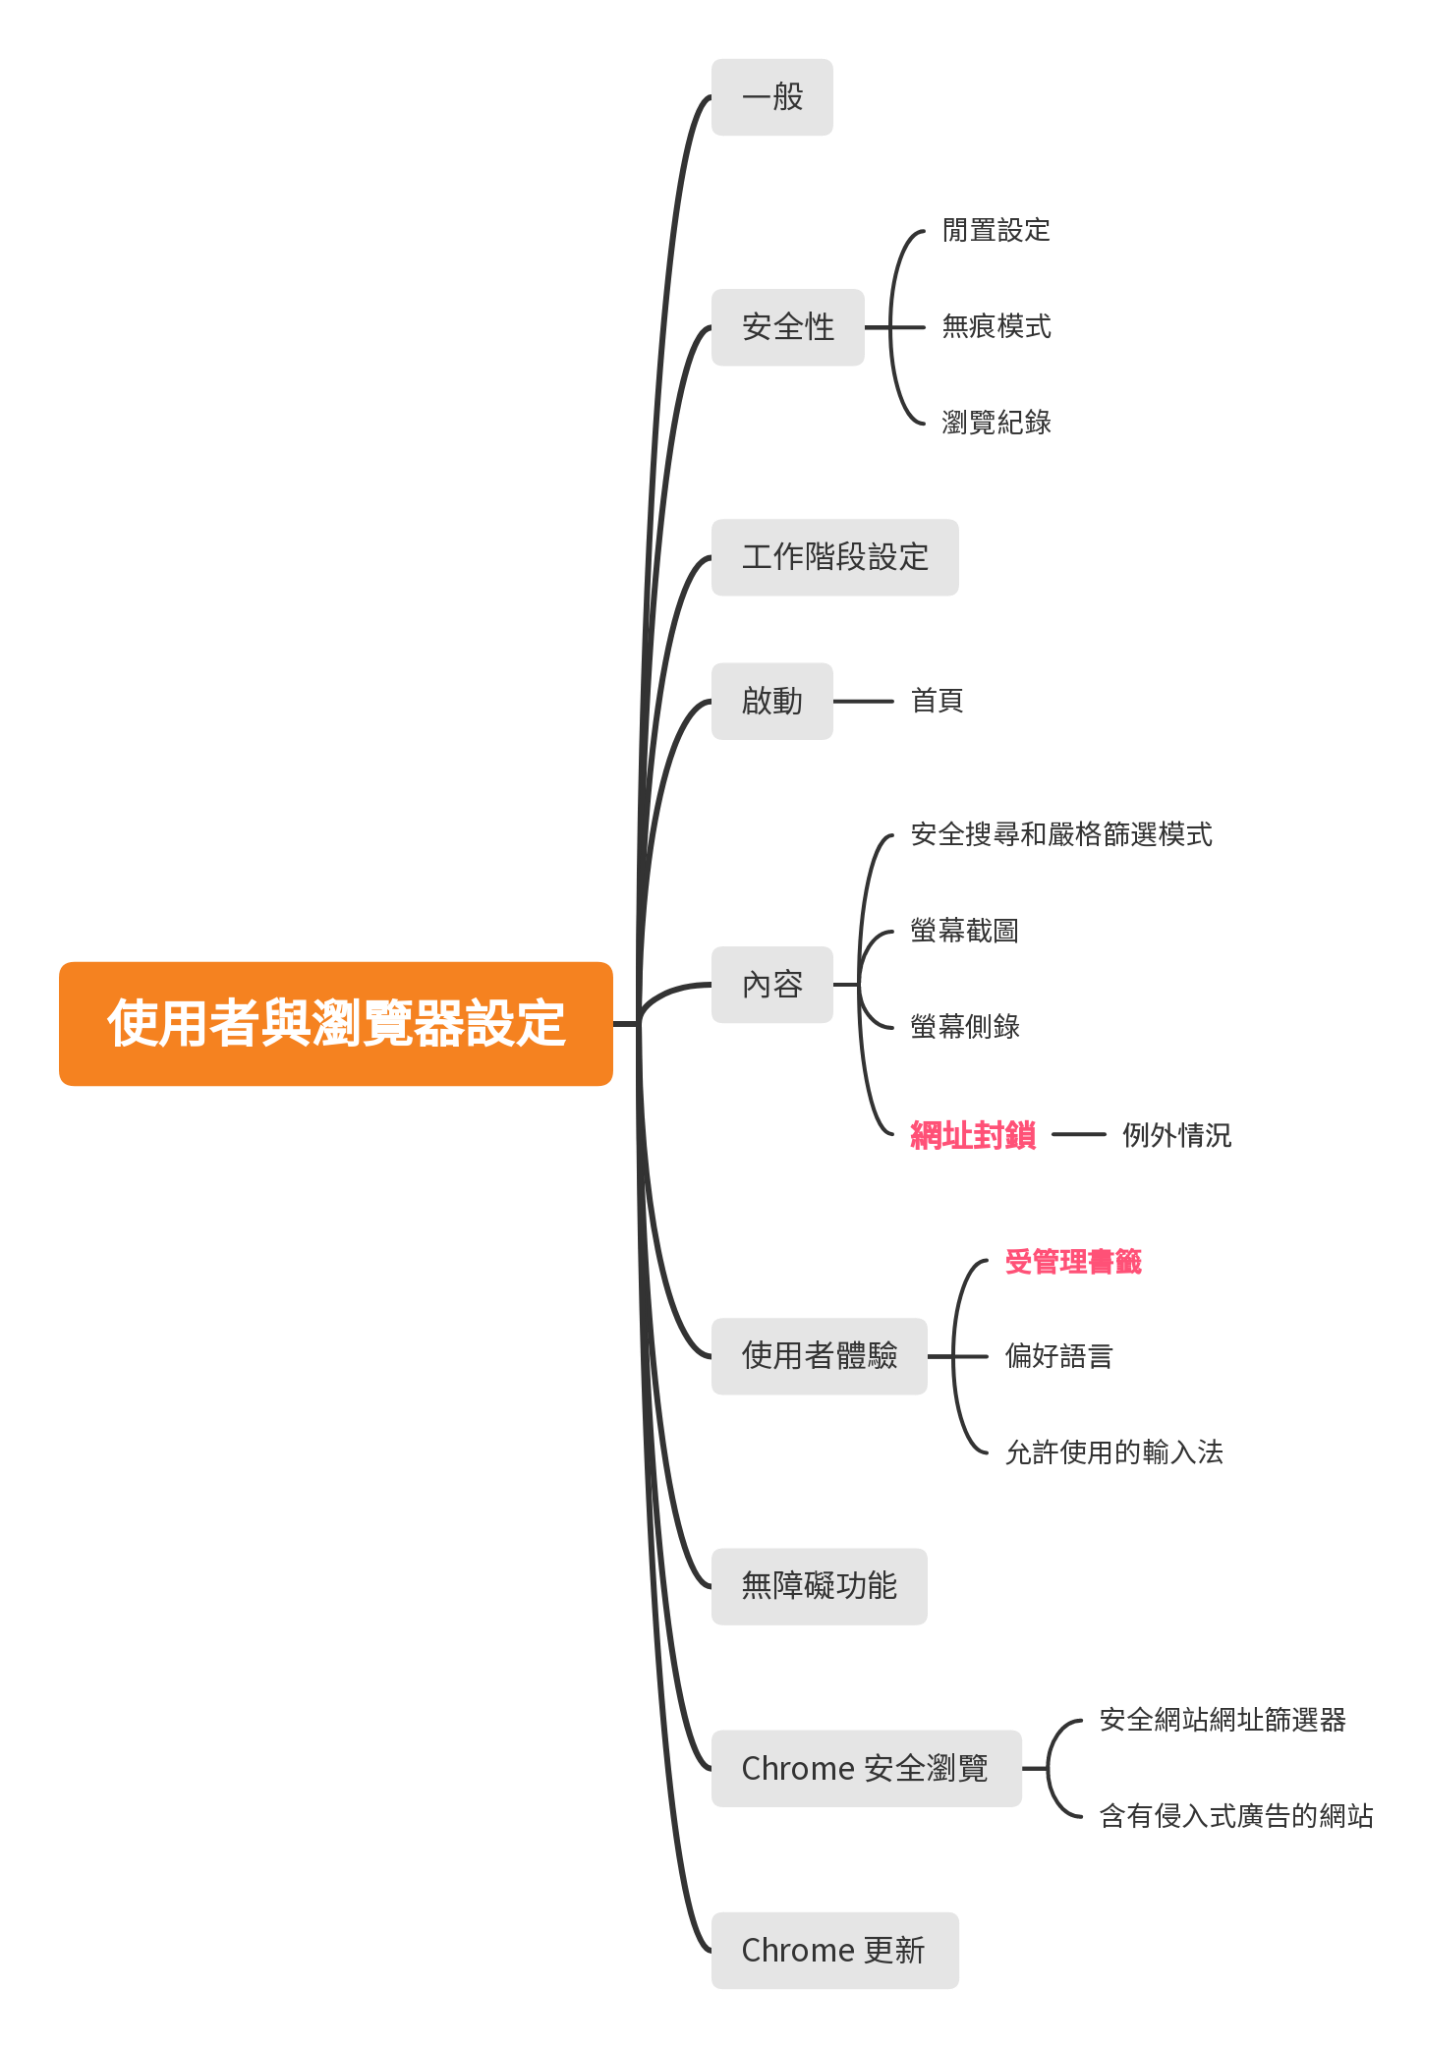 使用者與瀏覽器設定
一般
安全性
閒置設定
無痕模式
瀏覽紀錄
工作階段設定
啟動
首頁
內容
安全搜尋和嚴格篩選模式
螢幕截圖
螢幕側錄
網址封鎖
例外情況
使用者體驗
受管理書籤
偏好語言
允許使用的輸入法
無障礙功能
Chrome 安全瀏覽
安全網站網址篩選器
含有侵入式廣告的網站
Chrome 更新